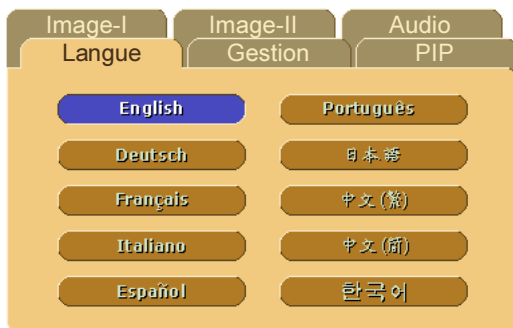 Image-I Image-II Audio
Langue Gestion PIP
English Português
Deutsch 日本語
Français 中文(繁)
Italiano 中文(简)
Español 한국어